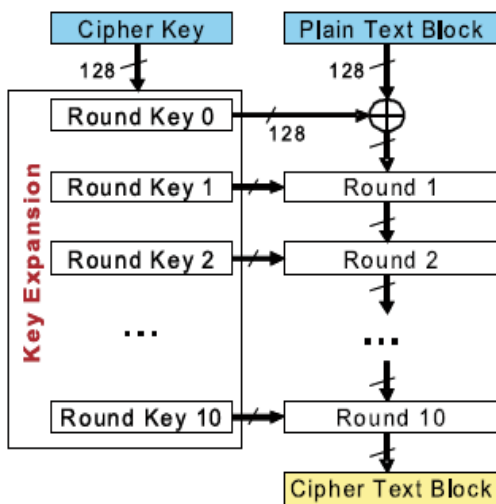 Cipher Key
Plain Text Block
128
128
Round Key 0
128
Round Key 1
Round 1
Round Key 2
Round 2
Key Expansion
...
...
Round Key 10
Round 10
Cipher Text Block